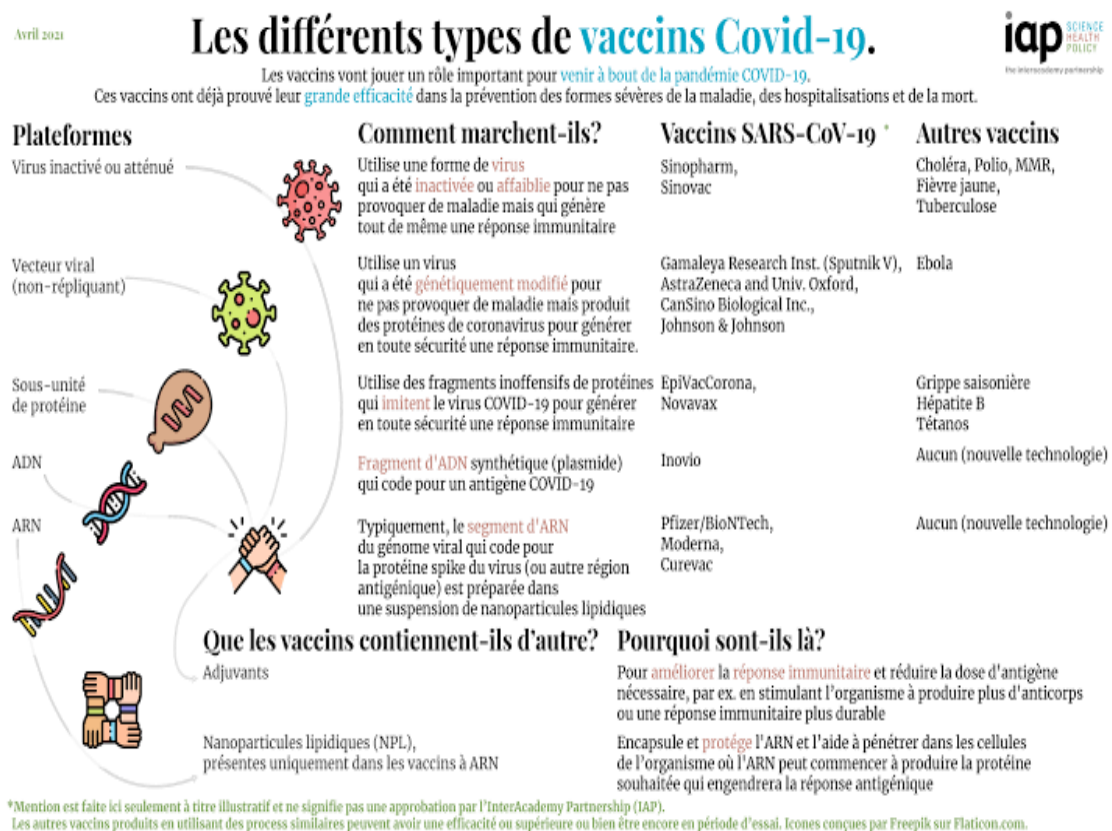 Avril 2021
Les différents types de vaccins Covid-19.
iap SCIENCE
HEALTH
POLICY
the interacademy partnership
Les vaccins vont jouer un rôle important pour venir à bout de la pandémie COVID-19.
Ces vaccins ont déjà prouvé leur grande efficacité dans la prévention des formes sévères de la maladie, des hospitalisations et de la mort.
Plateformes
Comment marchent-ils?
Vaccins SARS-CoV-19 *
Autres vaccins
Virus inactivé ou atténué
Utilise une forme de virus
qui a été inactivée ou affaiblie pour ne pas
provoquer de maladie mais qui génère
tout de même une réponse immunitaire
Sinopharm,
Sinovac
Choléra, Polio, MMR,
Fièvre jaune,
Tuberculose
Vecteur viral
(non-répliquant)
Utilise un virus
qui a été génétiquement modifié pour
ne pas provoquer de maladie mais produit
des protéines de coronavirus pour générer
en toute sécurité une réponse immunitaire.
Gamaleya Research Inst. (Sputnik V),
AstraZeneca and Univ. Oxford,
CanSino Biological Inc.,
Johnson & Johnson
Ebola
Sous-unité
de protéine
Utilise des fragments inoffensifs de protéines
qui imitent le virus COVID-19 pour générer
en toute sécurité une réponse immunitaire
EpiVacCorona,
Novavax
Grippe saisonière
Hépatite B
Tétanos
ADN
Fragment d'ADN synthétique (plasmide)
qui code pour un antigène COVID-19
Inovio
Aucun (nouvelle technologie)
ARN
Typiquement, le segment d'ARN
du génome viral qui code pour
la protéine spike du virus (ou autre région
antigénique) est préparée dans
une suspension de nanoparticules lipidiques
Pfizer/BioNTech,
Moderna,
Curevac
Aucun (nouvelle technologie)
Que les vaccins contiennent-ils d'autre?
Pourquoi sont-ils là?
Adjuvants
Pour améliorer la réponse immunitaire et réduire la dose d'antigène
nécessaire, par ex. en stimulant l'organisme à produire plus d'anticorps
ou une réponse immunitaire plus durable
Nanoparticules lipidiques (NPL),
présentes uniquement dans les vaccins à ARN
Encapsule et protége l'ARN et l'aide à pénétrer dans les cellules
de l'organisme où l'ARN peut commencer à produire la protéine
souhaitée qui engendrera la réponse antigénique
*Mention est faite ici seulement à titre illustratif et ne signifie pas une approbation par l'InterAcademy Partnership (IAP).
Les autres vaccins produits en utilisant des process similaires peuvent avoir une efficacité ou supérieure ou bien être encore en période d'essai. Icones conçues par Freepik sur Flaticon.com.